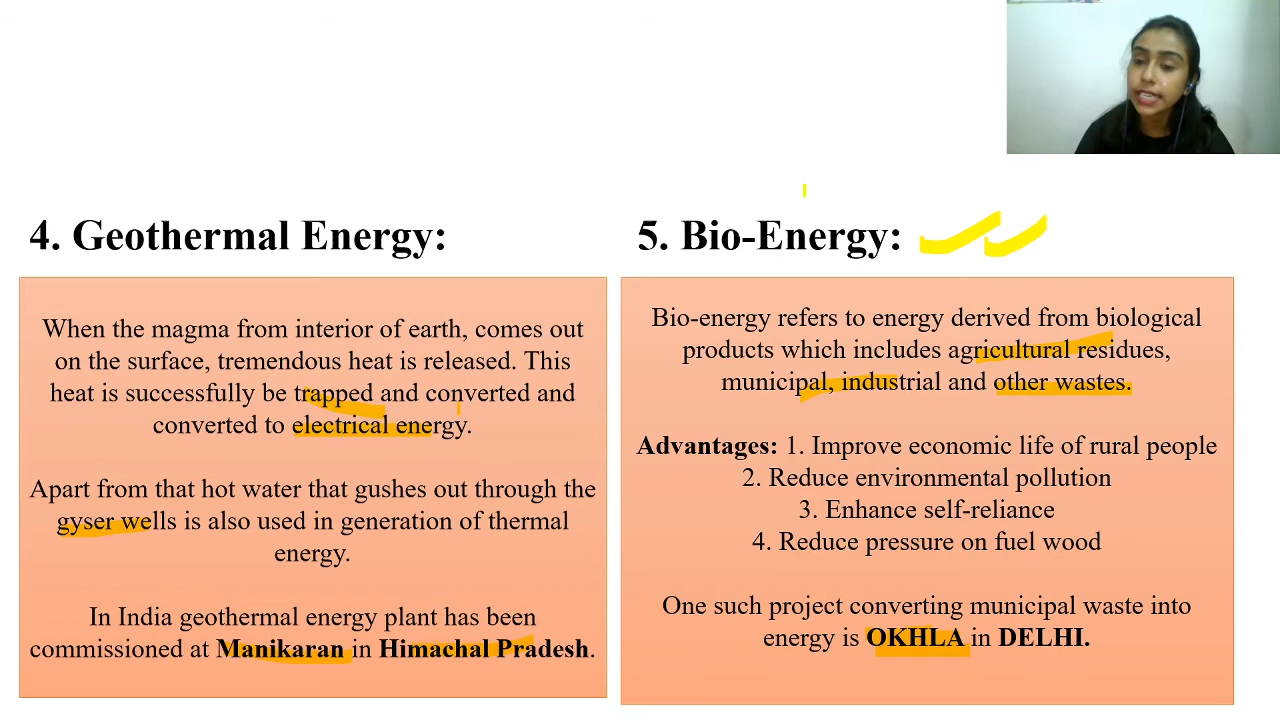 4. Geothermal Energy:
When the magma from interior of earth, comes out
on the surface, tremendous heat is released. This
heat is successfully be trapped and converted and
converted to electrical energy.
Apart from that hot water that gushes out through the
gyser wells is also used in generation of thermal
energy.
In India geothermal energy plant has been
commissioned at Manikaran in Himachal Pradesh.
5. Bio-Energy:
Bio-energy refers to energy derived from biological
products which includes agricultural residues,
municipal, industrial and other wastes.
Advantages: 1. Improve economic life of rural people
2. Reduce environmental pollution
3. Enhance self-reliance
4. Reduce pressure on fuel wood
One such project converting municipal waste into
energy is OKHLA in DELHI.